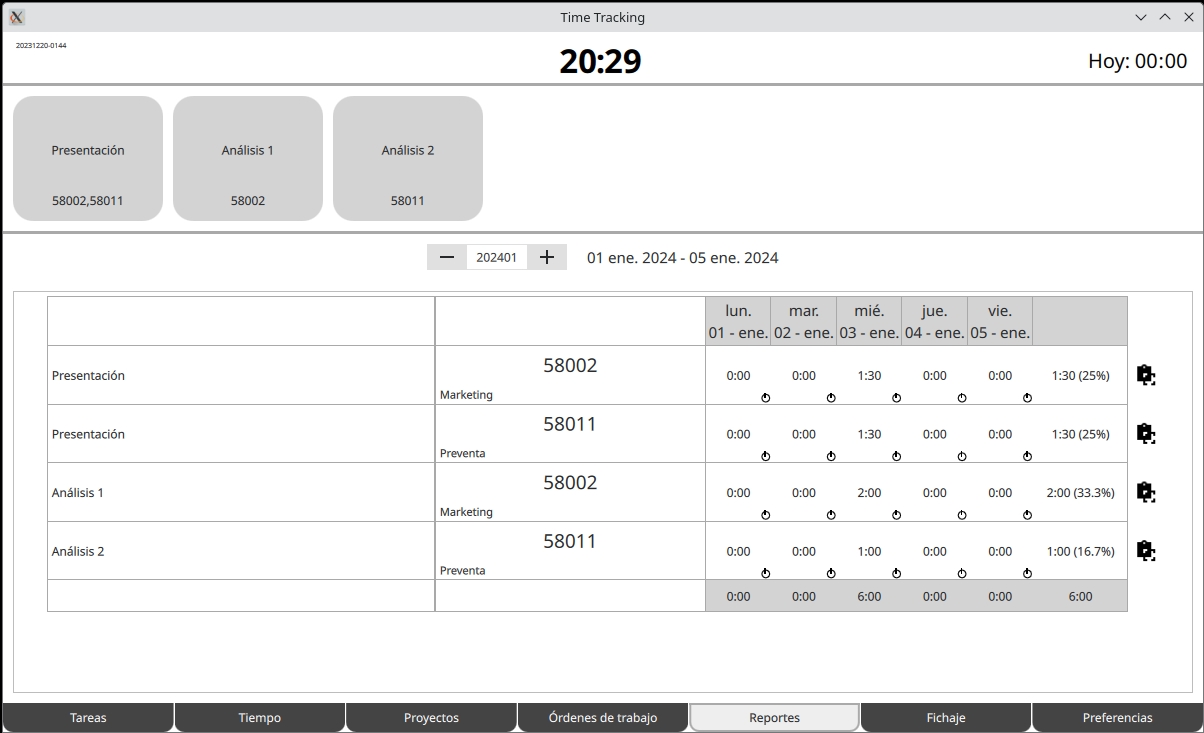 Time Tracking
20231220-0144
20:29
Hoy: 00:00
Presentación
58002,58011
Análisis 1
58002
Análisis 2
58011
202401
01 ene. 2024 - 05 ene. 2024
lun. mar. mié. jue. vie.
01 - ene. 02 - ene. 03 - ene. 04 - ene. 05 - ene.
58002
Presentación 0:00 0:00 1:30 0:00 0:00 1:30 (25%)
Marketing
58011
Presentación 0:00 0:00 1:30 0:00 0:00 1:30 (25%)
Preventa
58002
Análisis 1 0:00 0:00 2:00 0:00 0:00 2:00 (33.3%)
Marketing
58011
Análisis 2 0:00 0:00 1:00 0:00 0:00 1:00 (16.7%)
Preventa
0:00 0:00 6:00 0:00 0:00 6:00
Tareas Tiempo Proyectos Órdenes de trabajo Reportes Fichaje Preferencias